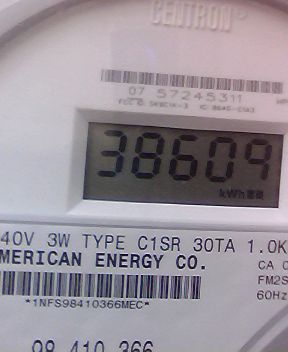 CENTRON
07 57245311
38609
kWh
40V 3W TYPE C1SR 30TA 1.0K
MERICAN ENERGY CO.
CA 0
FM2S
60Hz
*1NFS98410366MEC*
98 410 366